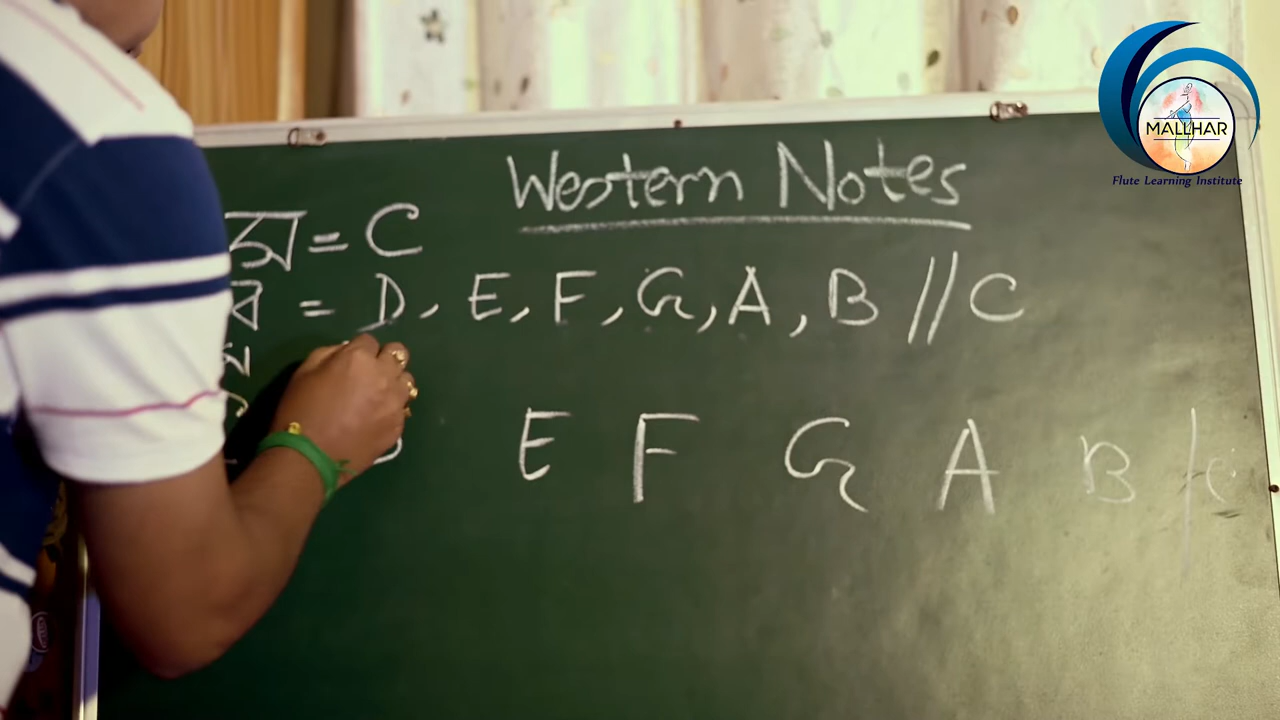 Western Notes
= C
= D, E, F, G, A, B // C
E F G A B / C
MALLHAR
Flute Learning Institute